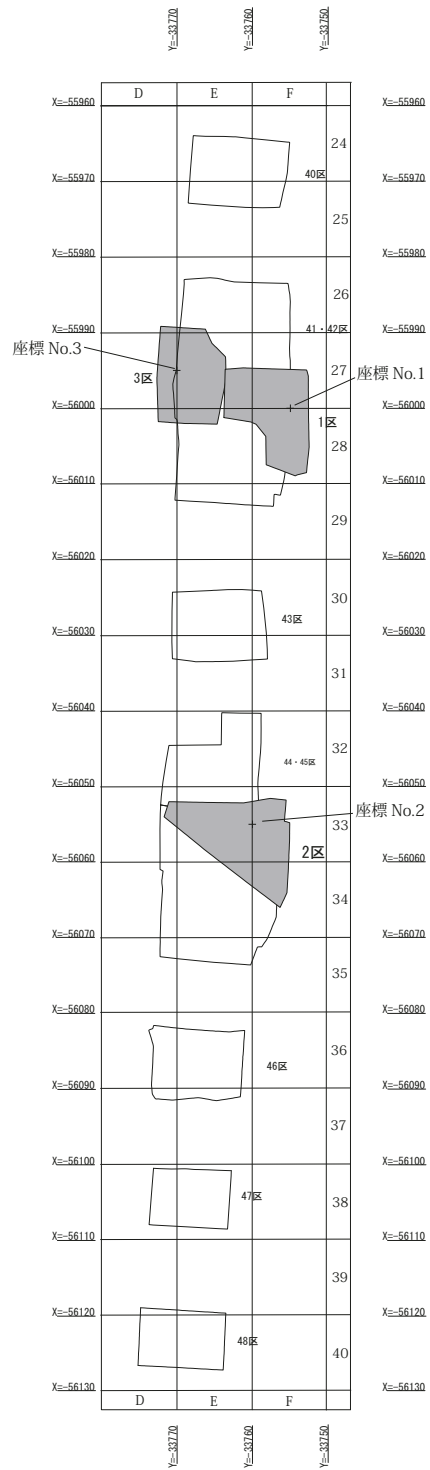 Y=-33770
Y=-33760
Y=-33750
D E F
X=-55960 X=-55960
24
40区
X=-55970 X=-55970
25
X=-55980 X=-55980
26
X=-55990 41・42区 X=-55990
座標 No.3
27
座標 No.1
3区
X=-56000 X=-56000
1区
28
X=-56010 X=-56010
29
X=-56020 X=-56020
30
43区
X=-56030 X=-56030
31
X=-56040 X=-56040
32
44・45区
X=-56050 X=-56050
座標 No.2
33
2区
X=-56060 X=-56060
34
X=-56070 X=-56070
35
X=-56080 X=-56080
36
46区
X=-56090 X=-56090
37
X=-56100 X=-56100
47区
38
X=-56110 X=-56110
39
X=-56120 X=-56120
48区
40
X=-56130 X=-56130
D E F
Y=-33770
Y=-33760
Y=-33750